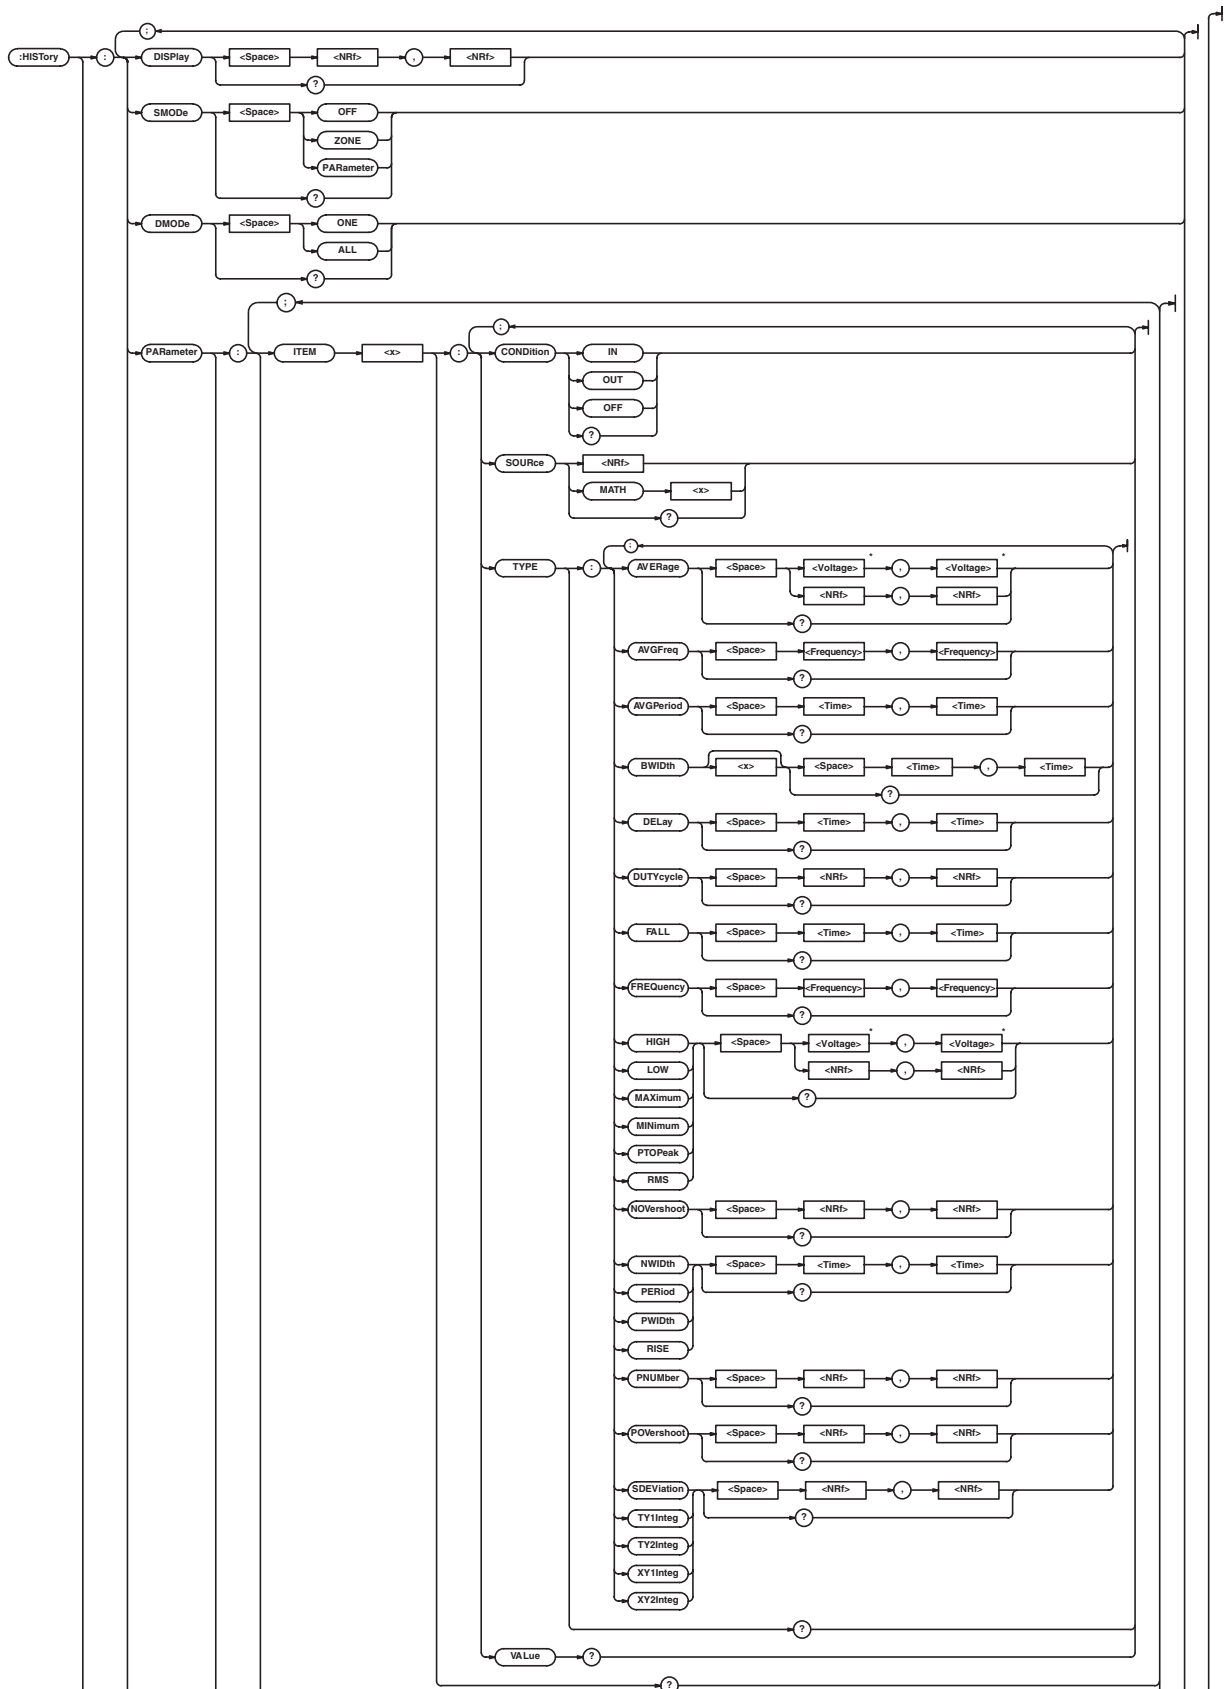 ;
:HISTory : DISPlay <Space> <NRf> , <NRf>
?
SMODe <Space> OFF
ZONE
PARameter
?
DMODe <Space> ONE
ALL
?
;
;
PARameter : ITEM <x> : CONDition IN
OUT
OFF
?
SOURce <NRf>
MATH <x>
?
;
TYPE : AVERage <Space> <Voltage>* , <Voltage>*
<NRf> , <NRf>
?
AVGFreq <Space> <Frequency> , <Frequency>
?
AVGPeriod <Space> <Time> , <Time>
?
BWIDth <x> <Space> <Time> , <Time>
?
DELay <Space> <Time> , <Time>
?
DUTYcycle <Space> <NRf> , <NRf>
?
FALL <Space> <Time> , <Time>
?
FREQuency <Space> <Frequency> , <Frequency>
?
HIGH <Space> <Voltage>* , <Voltage>*
LOW <NRf> , <NRf>
MAXimum ?
MINimum
PTOPeak
RMS
NOVershoot <Space> <NRf> , <NRf>
?
NWIDth <Space> <Time> , <Time>
PERiod ?
PWIDth
RISE
PNUMber <Space> <NRf> , <NRf>
?
POVershoot <Space> <NRf> , <NRf>
?
SDEViation <Space> <NRf> , <NRf>
TY1Integ ?
TY2Integ
XY1Integ
XY2Integ
?
VALue ?
?